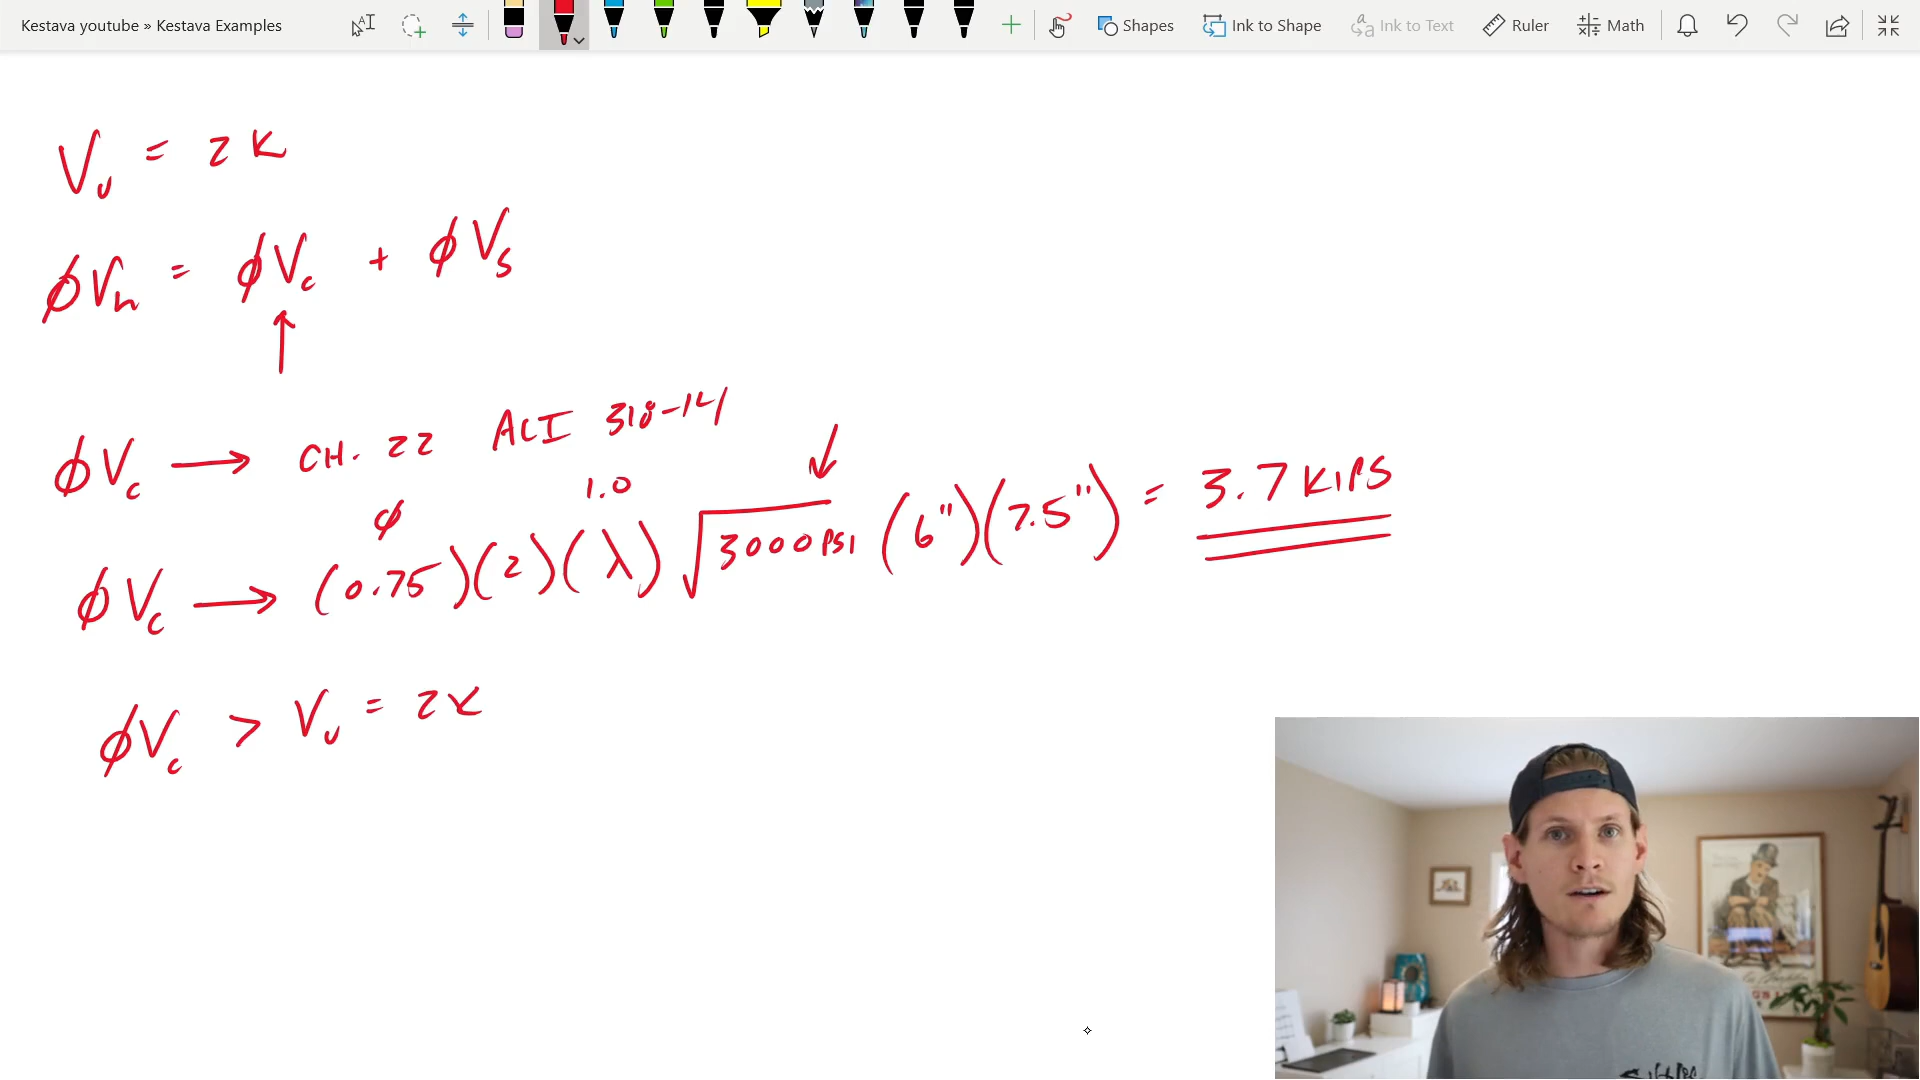 Kestava youtube » Kestava Examples
Shapes
Ink to Shape
Ink to Text
Ruler
Math
Vu = 2K
ϕVn = ϕVc + ϕVs
ϕVc → CH. 22 ACI 318-14
ϕ 1.0
ϕVc → (0.75)(2)(λ)√3000PSI (6")(7.5") = 3.7 KIPS
ϕVc > Vu = 2K